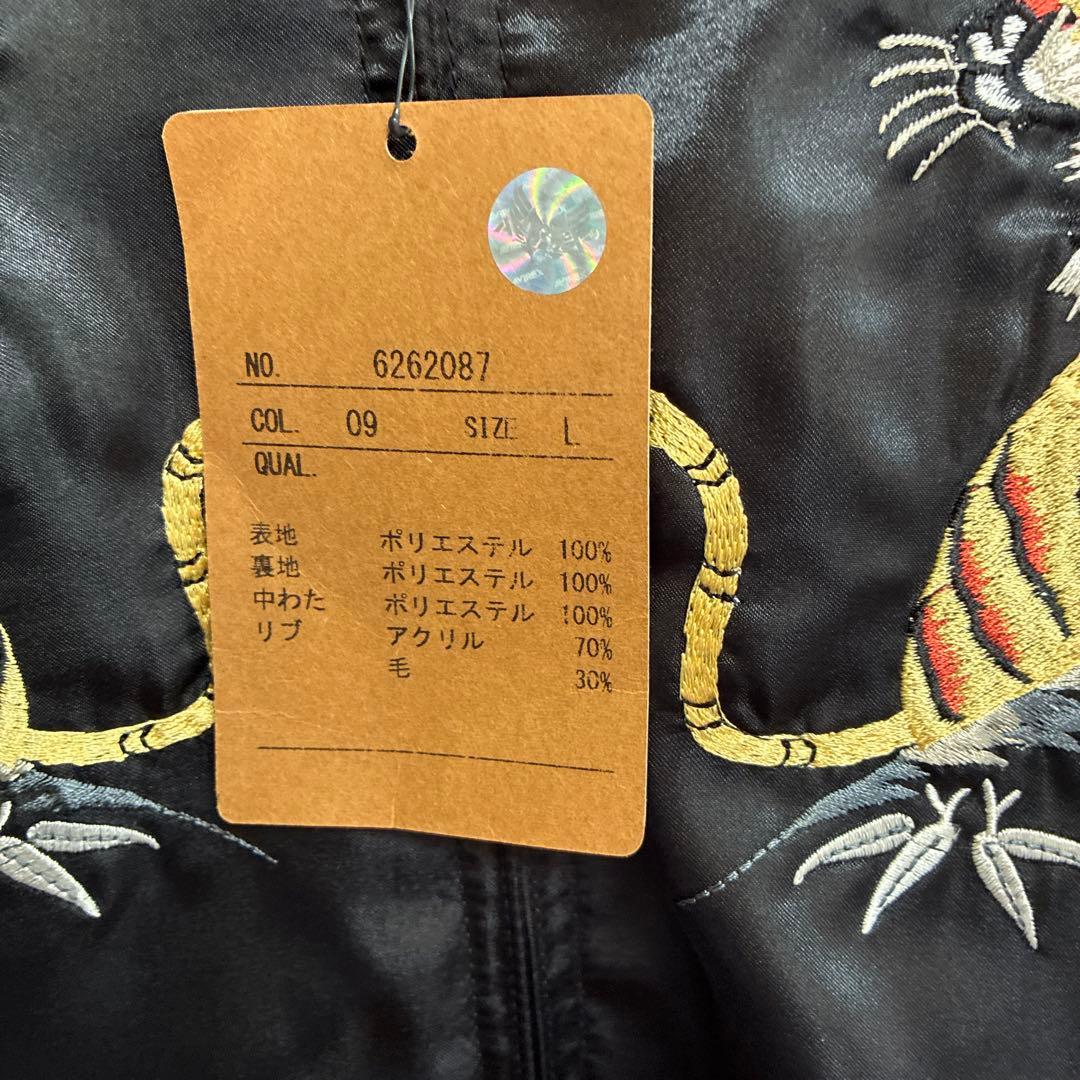 NO. 6262087
COL. 09 SIZE L
QUAL.
表地 ポリエステル 100%
裏地 ポリエステル 100%
中わた ポリエステル 100%
リブ アクリル 70%
毛 30%